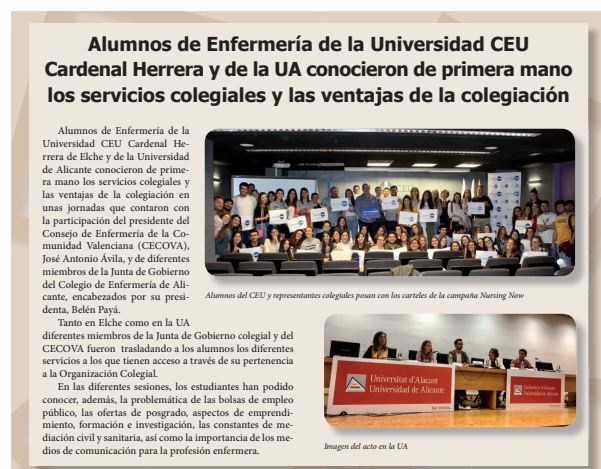 Alumnos de Enfermería de la Universidad CEU
Cardenal Herrera y de la UA conocieron de primera mano
los servicios colegiales y las ventajas de la colegiación
Alumnos de Enfermería de la
Universidad CEU Cardenal He-
rrera de Elche y de la Universidad
de Alicante conocieron de prime-
ra mano los servicios colegiales y
las ventajas de la colegiación en
unas jornadas que contaron con
la participación del presidente del
Consejo de Enfermería de la Co-
munidad Valenciana (CECOVA),
José Antonio Ávila, y de diferentes
miembros de la Junta de Gobierno
del Colegio de Enfermería de Ali-
cante, encabezados por su presi-
denta, Belén Payá.
Tanto en Elche como en la UA
diferentes miembros de la Junta de Gobierno colegial y del
CECOVA fueron trasladando a los alumnos los diferentes
servicios a los que tienen acceso a través de su pertenencia
a la Organización Colegial.
En las diferentes sesiones, los estudiantes han podido
conocer, además, la problemática de las bolsas de empleo
público, las ofertas de posgrado, aspectos de emprendi-
miento, formación e investigación, las constantes de me-
diación civil y sanitaria, así como la importancia de los me-
dios de comunicación para la profesión enfermera.
CEU
Alumnos del CEU y representantes colegiales posan con los carteles de la campaña Nursing Now
Universitat d'Alacant
Universidad de Alicante
Universitat d'Alacant
Universidad de Alicante
Imagen del acto en la UA